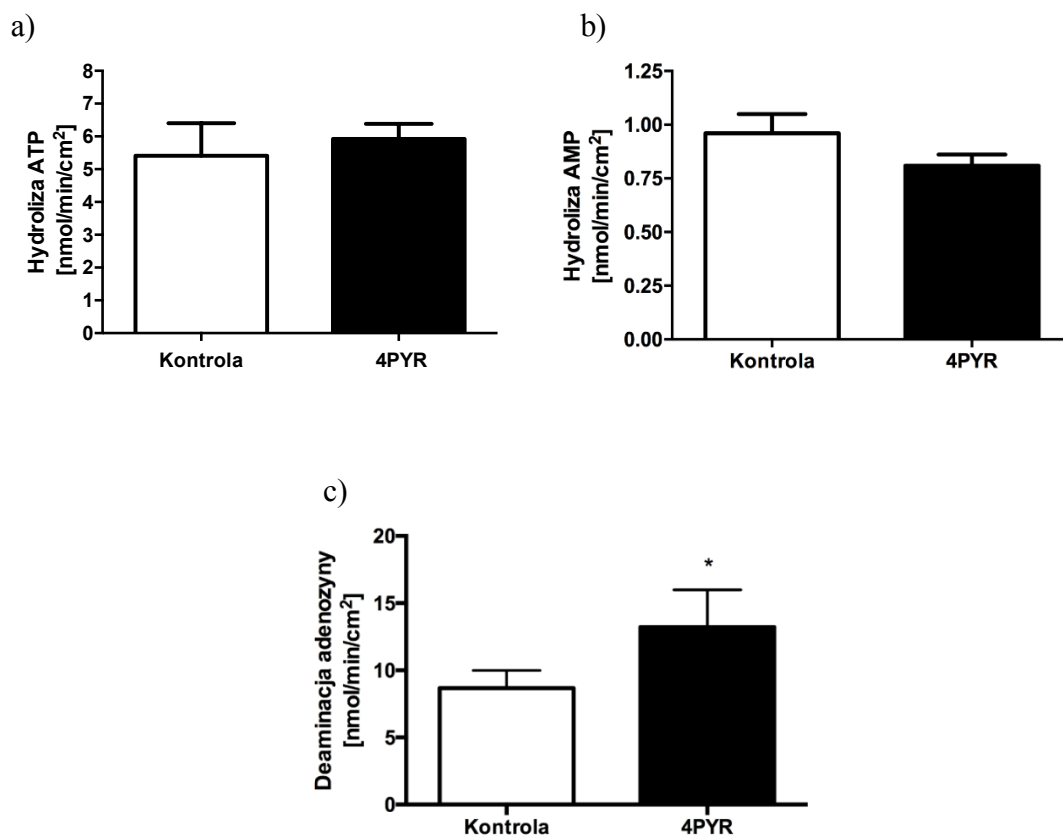 a)
Hydroliza ATP
[nmol/min/cm²]
8
7
6
5
4
3
2
1
0
Kontrola
4PYR
b)
Hydroliza AMP
[nmol/min/cm²]
1.25
1.00
0.75
0.50
0.25
0.00
Kontrola
4PYR
c)
Deaminacja adenozyny
[nmol/min/cm²]
20
15
10
5
0
*
Kontrola
4PYR